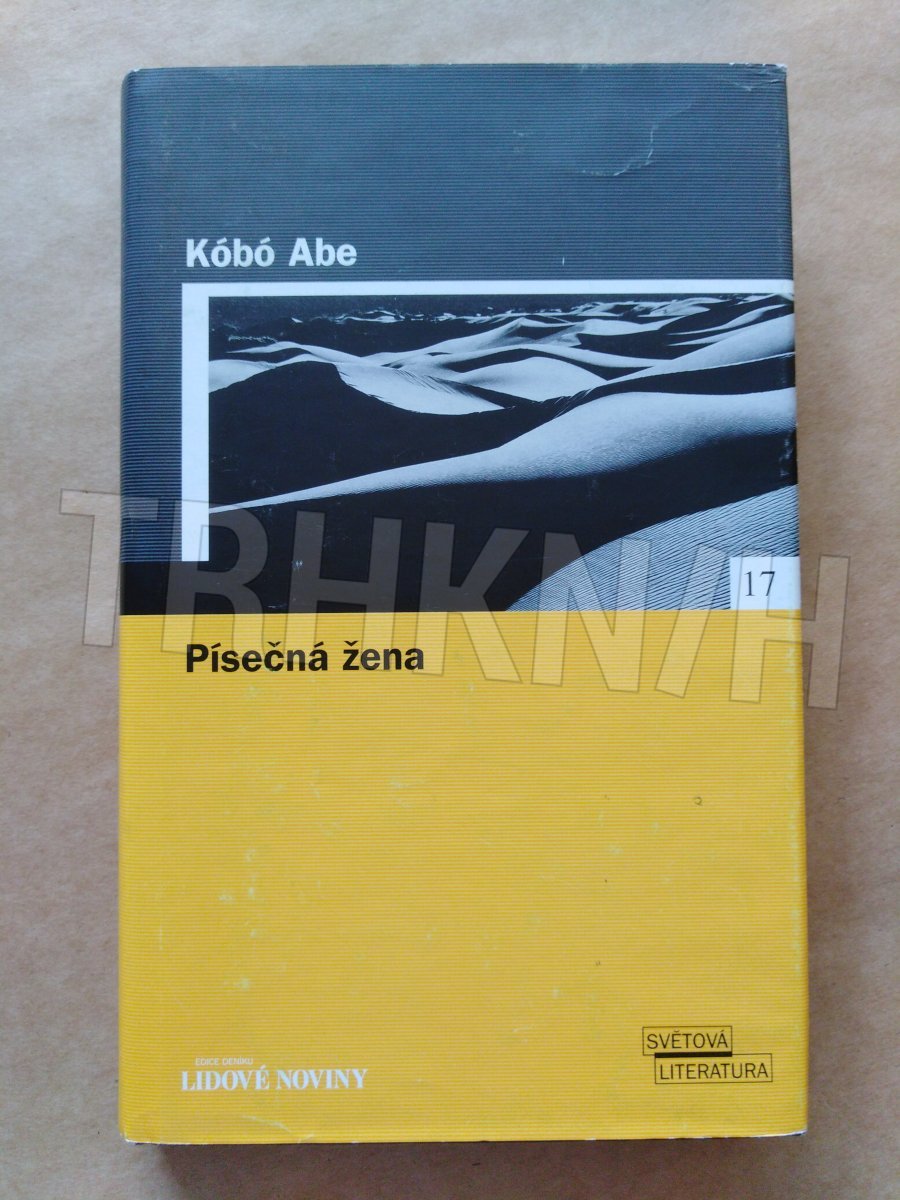 Kóbó Abe
17
TRHKNIH
Písečná žena
EDICE DENÍKU
LIDOVÉ NOVINY
SVĚTOVÁ
LITERATURA